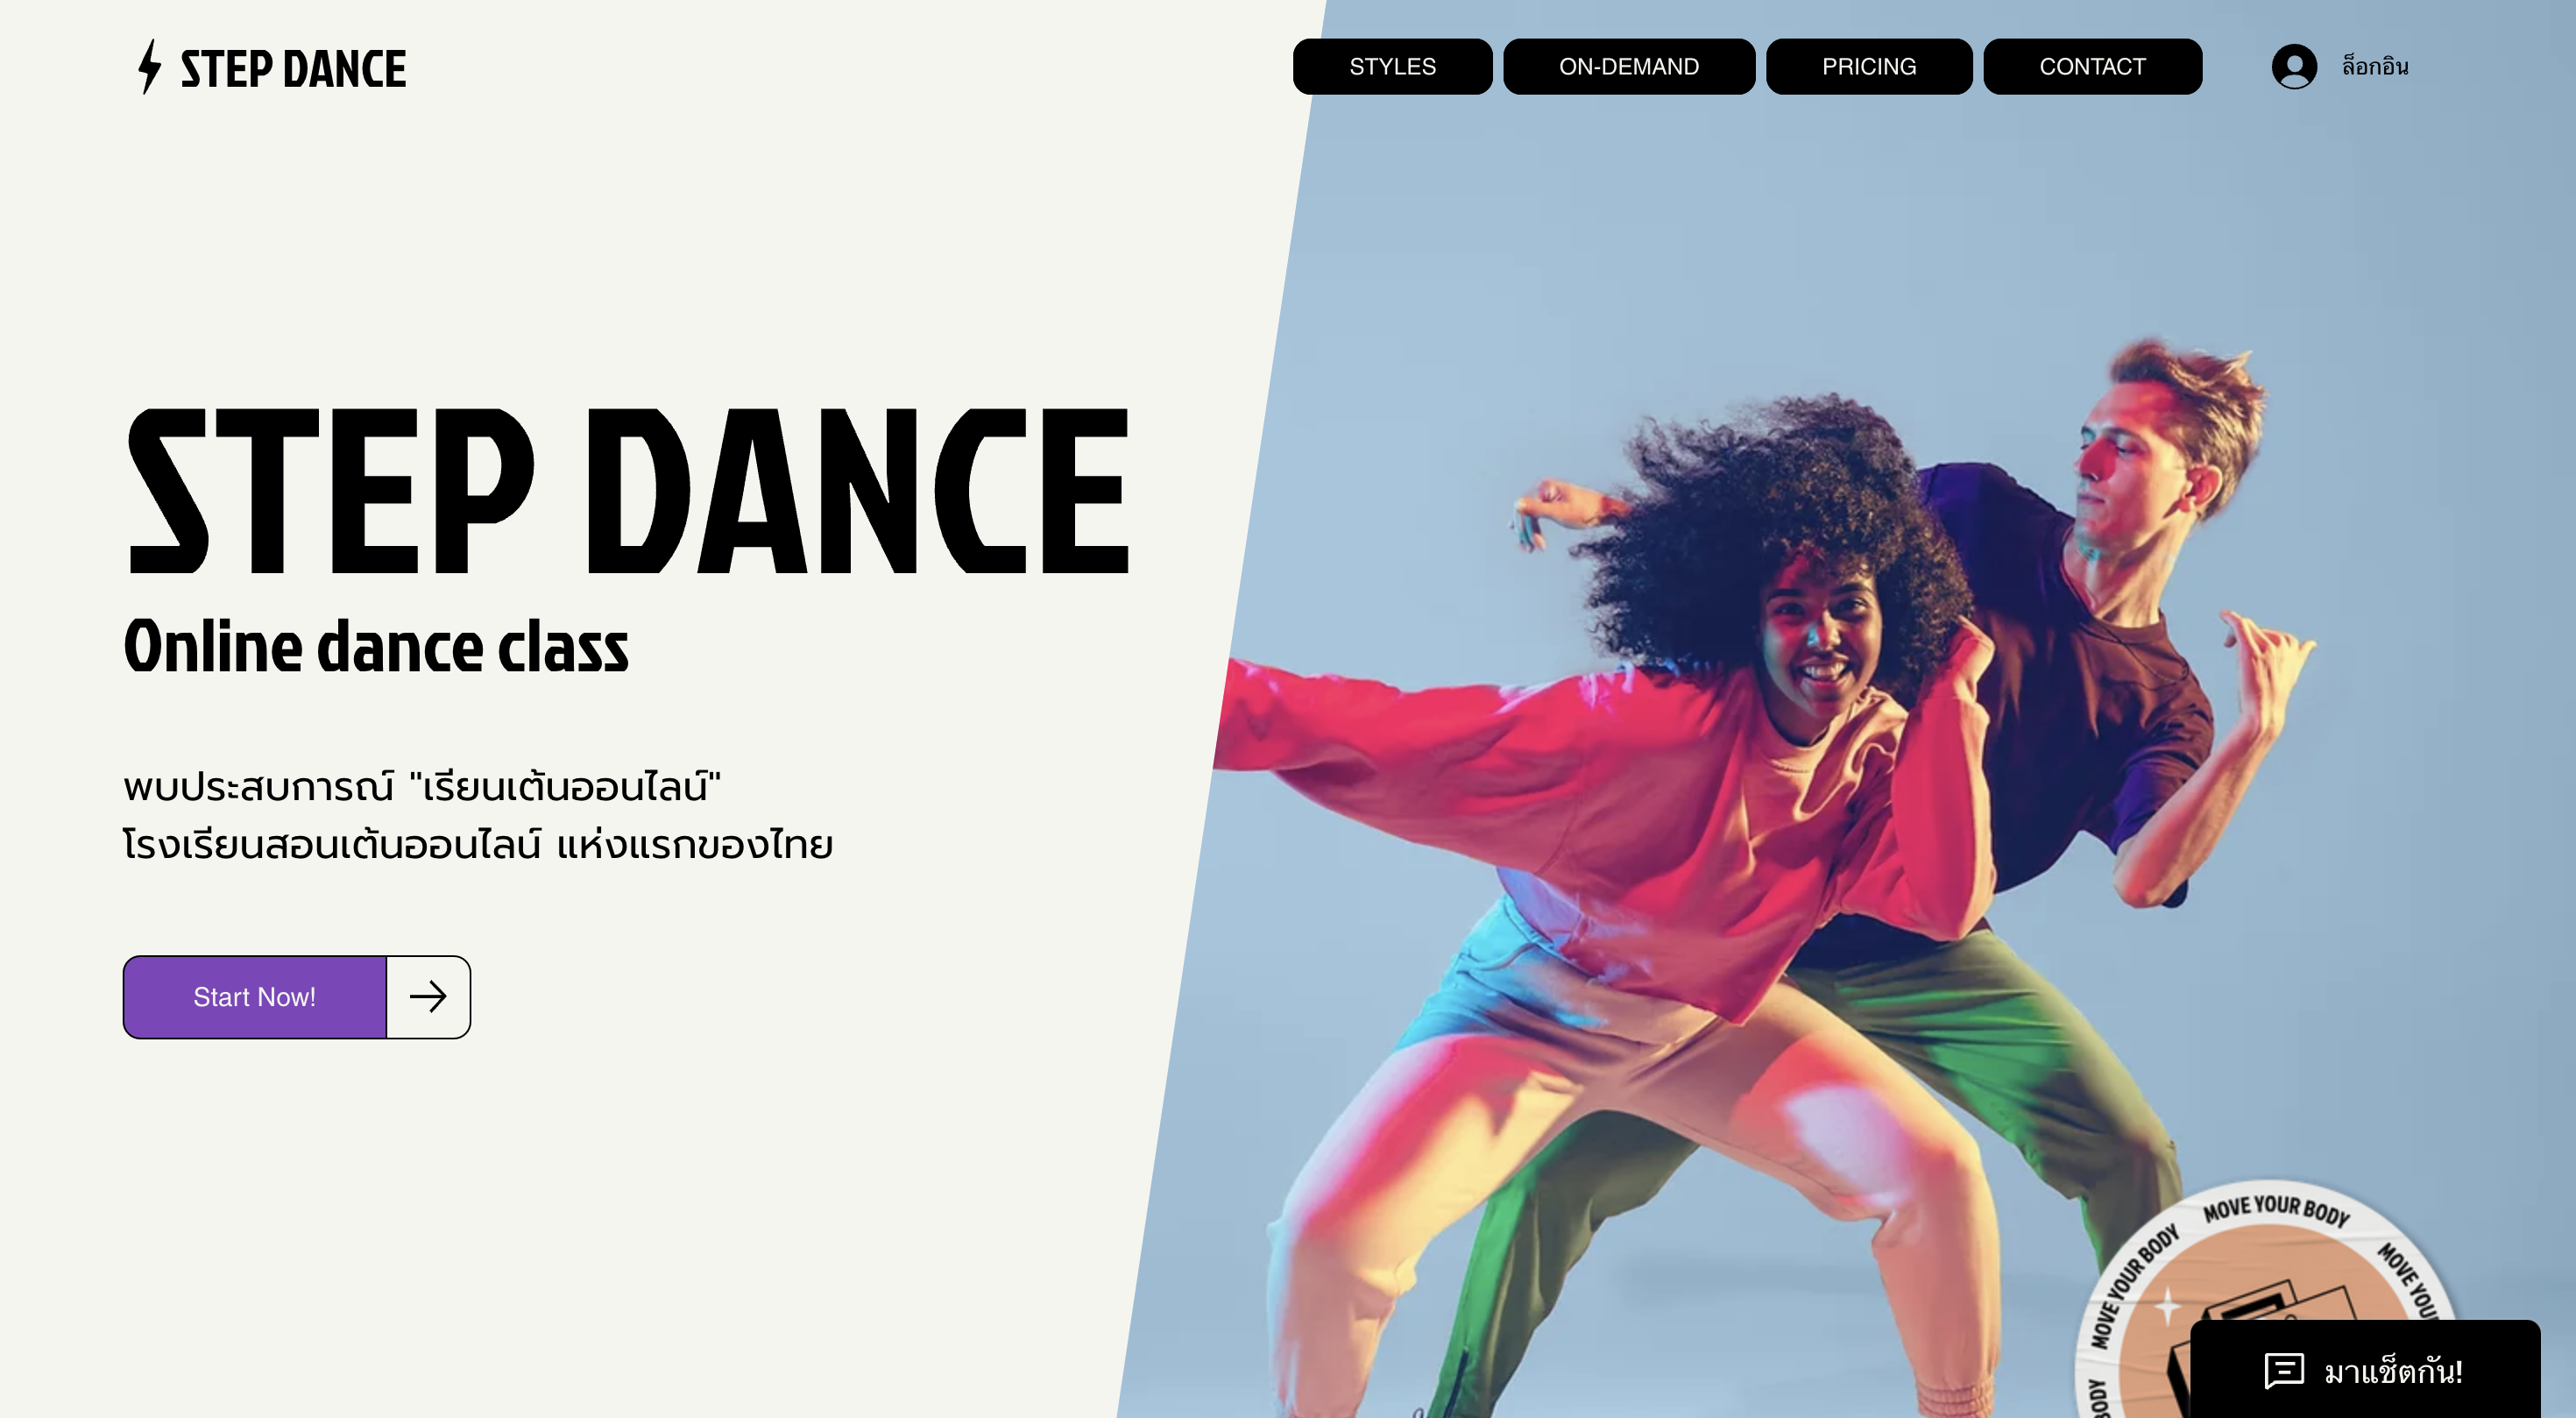 STEP DANCE
STYLES
ON-DEMAND
PRICING
CONTACT
ล็อกอิน
STEP DANCE
Online dance class
พบประสบการณ์ "เรียนเต้นออนไลน์"
โรงเรียนสอนเต้นออนไลน์ แห่งแรกของไทย
Start Now!
MOVE YOUR BODY
MOVE YOUR BODY
MOVE YOUR
BODY
มาแช็ตกัน!